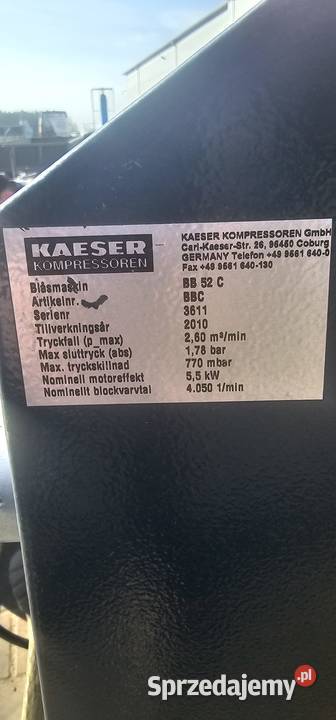 KAESER
KOMPRESSOREN
KAESER KOMPRESSOREN GmbH
Carl-Kaeser-Str. 26, 96450 Coburg
GERMANY Telefon +49 9561 640-0
Fax +49 9561 640-130
Blåsmaskin BB 52 C
Artikelnr. BBC
Serienr 3611
Tillverkningsår 2010
Tryckfall (p_max) 2,60 m³/min
Max sluttryck (abs) 1,78 bar
Max. tryckskillnad 770 mbar
Nominell motoreffekt 5,5 kW
Nominellt blockvarvtal 4.050 1/min
Sprzedajemy.pl